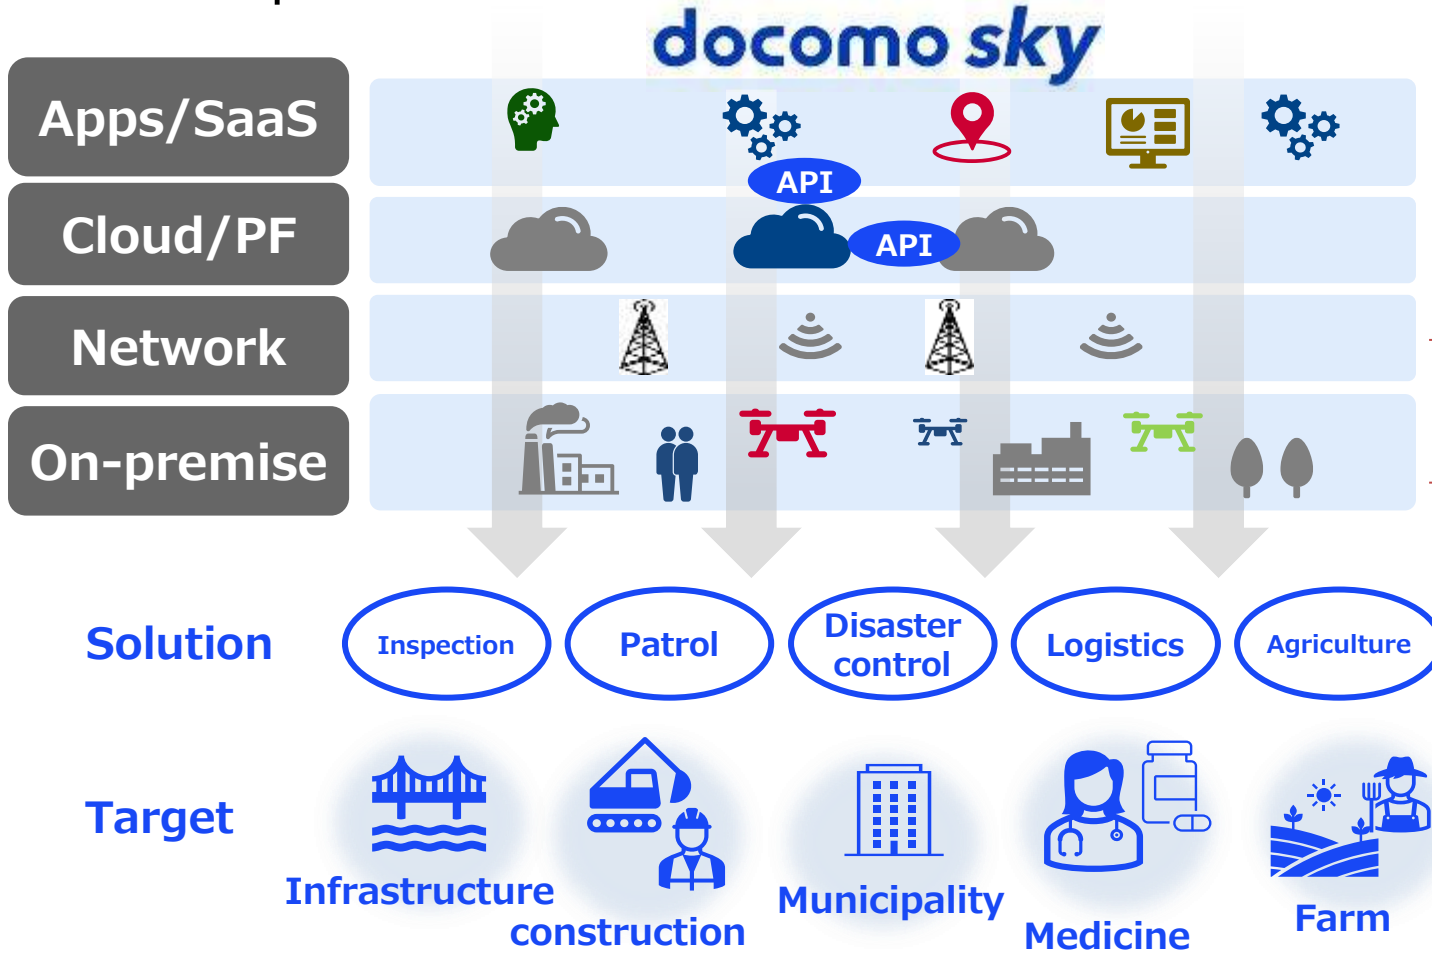 docomo sky
Apps/SaaS
API
Cloud/PF
API
Network
On-premise
Solution
Inspection
Patrol
Disaster
control
Logistics
Agriculture
Target
Infrastructure
construction
Municipality
Medicine
Farm